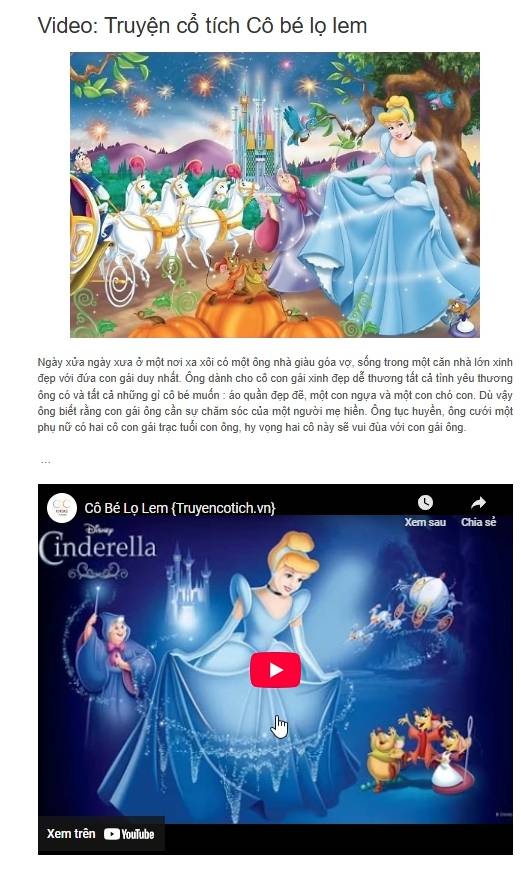 Video: Truyện cổ tích Cô bé lọ lem
Ngày xửa ngày xưa ở một nơi xa xôi có một ông nhà giàu góa vợ, sống trong một căn nhà lớn xinh
đẹp với đứa con gái duy nhất. Ông dành cho cô con gái xinh đẹp dễ thương tất cả tình yêu thương
ông có và tất cả những gì cô bé muốn : áo quần đẹp đẽ, một con ngựa và một con chó con. Dù vậy
ông biết rằng con gái ông cần sự chăm sóc của một người mẹ hiền. Ông tục huyền, ông cưới một
phụ nữ có hai cô con gái trạc tuổi con ông, hy vọng hai cô này sẽ vui đùa với con gái ông.
...
Cô Bé Lọ Lem {Truyencotich.vn}
Xem sau
Chia sẻ
Disney
Cinderella
Xem trên YouTube